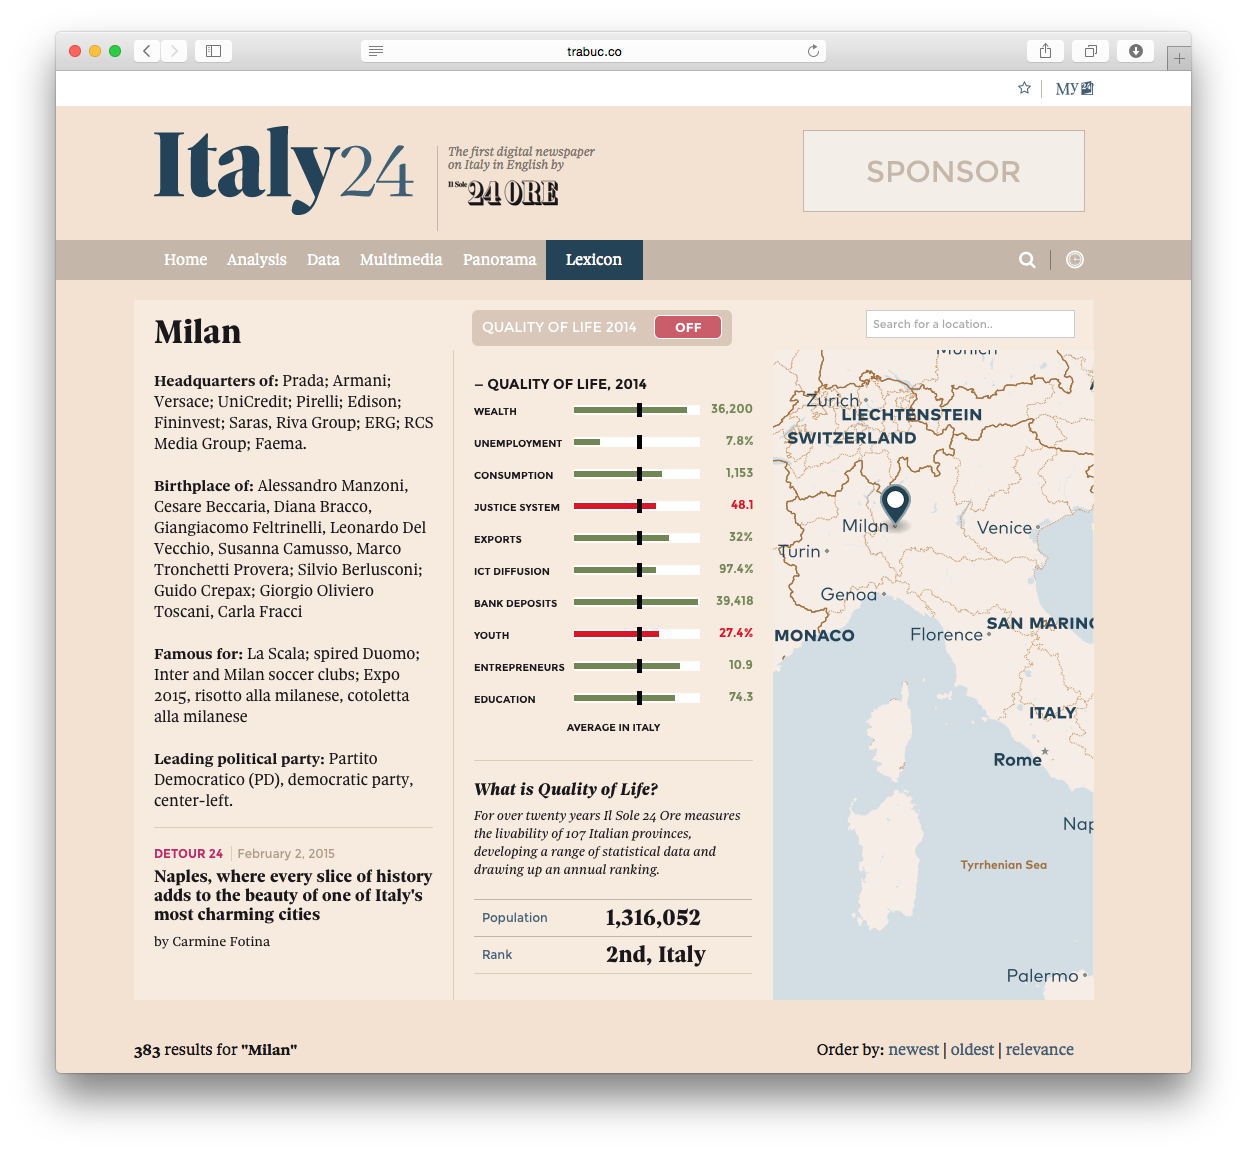 trabuc.co
My24
Italy24
The first digital newspaper
on Italy in English by
Il Sole 24 ORE
SPONSOR
Home Analysis Data Multimedia Panorama Lexicon
Milan
Headquarters of: Prada; Armani;
Versace; UniCredit; Pirelli; Edison;
Fininvest; Saras, Riva Group; ERG; RCS
Media Group; Faema.
Birthplace of: Alessandro Manzoni,
Cesare Beccaria, Diana Bracco,
Giangiacomo Feltrinelli, Leonardo Del
Vecchio, Susanna Camusso, Marco
Tronchetti Provera; Silvio Berlusconi;
Guido Crepax; Giorgio Oliviero
Toscani, Carla Fracci
Famous for: La Scala; spired Duomo;
Inter and Milan soccer clubs; Expo
2015, risotto alla milanese, cotoletta
alla milanese
Leading political party: Partito
Democratico (PD), democratic party,
center-left.
DETOUR 24 | February 2, 2015
Naples, where every slice of history
adds to the beauty of one of Italy's
most charming cities
by Carmine Fotina
QUALITY OF LIFE 2014 OFF
– QUALITY OF LIFE, 2014
WEALTH 36,200
UNEMPLOYMENT 7.8%
CONSUMPTION 1,153
JUSTICE SYSTEM 48.1
EXPORTS 32%
ICT DIFFUSION 97.4%
BANK DEPOSITS 39,418
YOUTH 27.4%
ENTREPRENEURS 10.9
EDUCATION 74.3
AVERAGE IN ITALY
What is Quality of Life?
For over twenty years Il Sole 24 Ore measures
the livability of 107 Italian provinces,
developing a range of statistical data and
drawing up an annual ranking.
Population 1,316,052
Rank 2nd, Italy
Search for a location..
Munich
Zurich
LIECHTENSTEIN
SWITZERLAND
Milan
Venice
Turin
Genoa
SAN MARINO
MONACO
Florence
ITALY
Rome
Nap
Tyrrhenian Sea
Palermo
383 results for "Milan"
Order by: newest | oldest | relevance